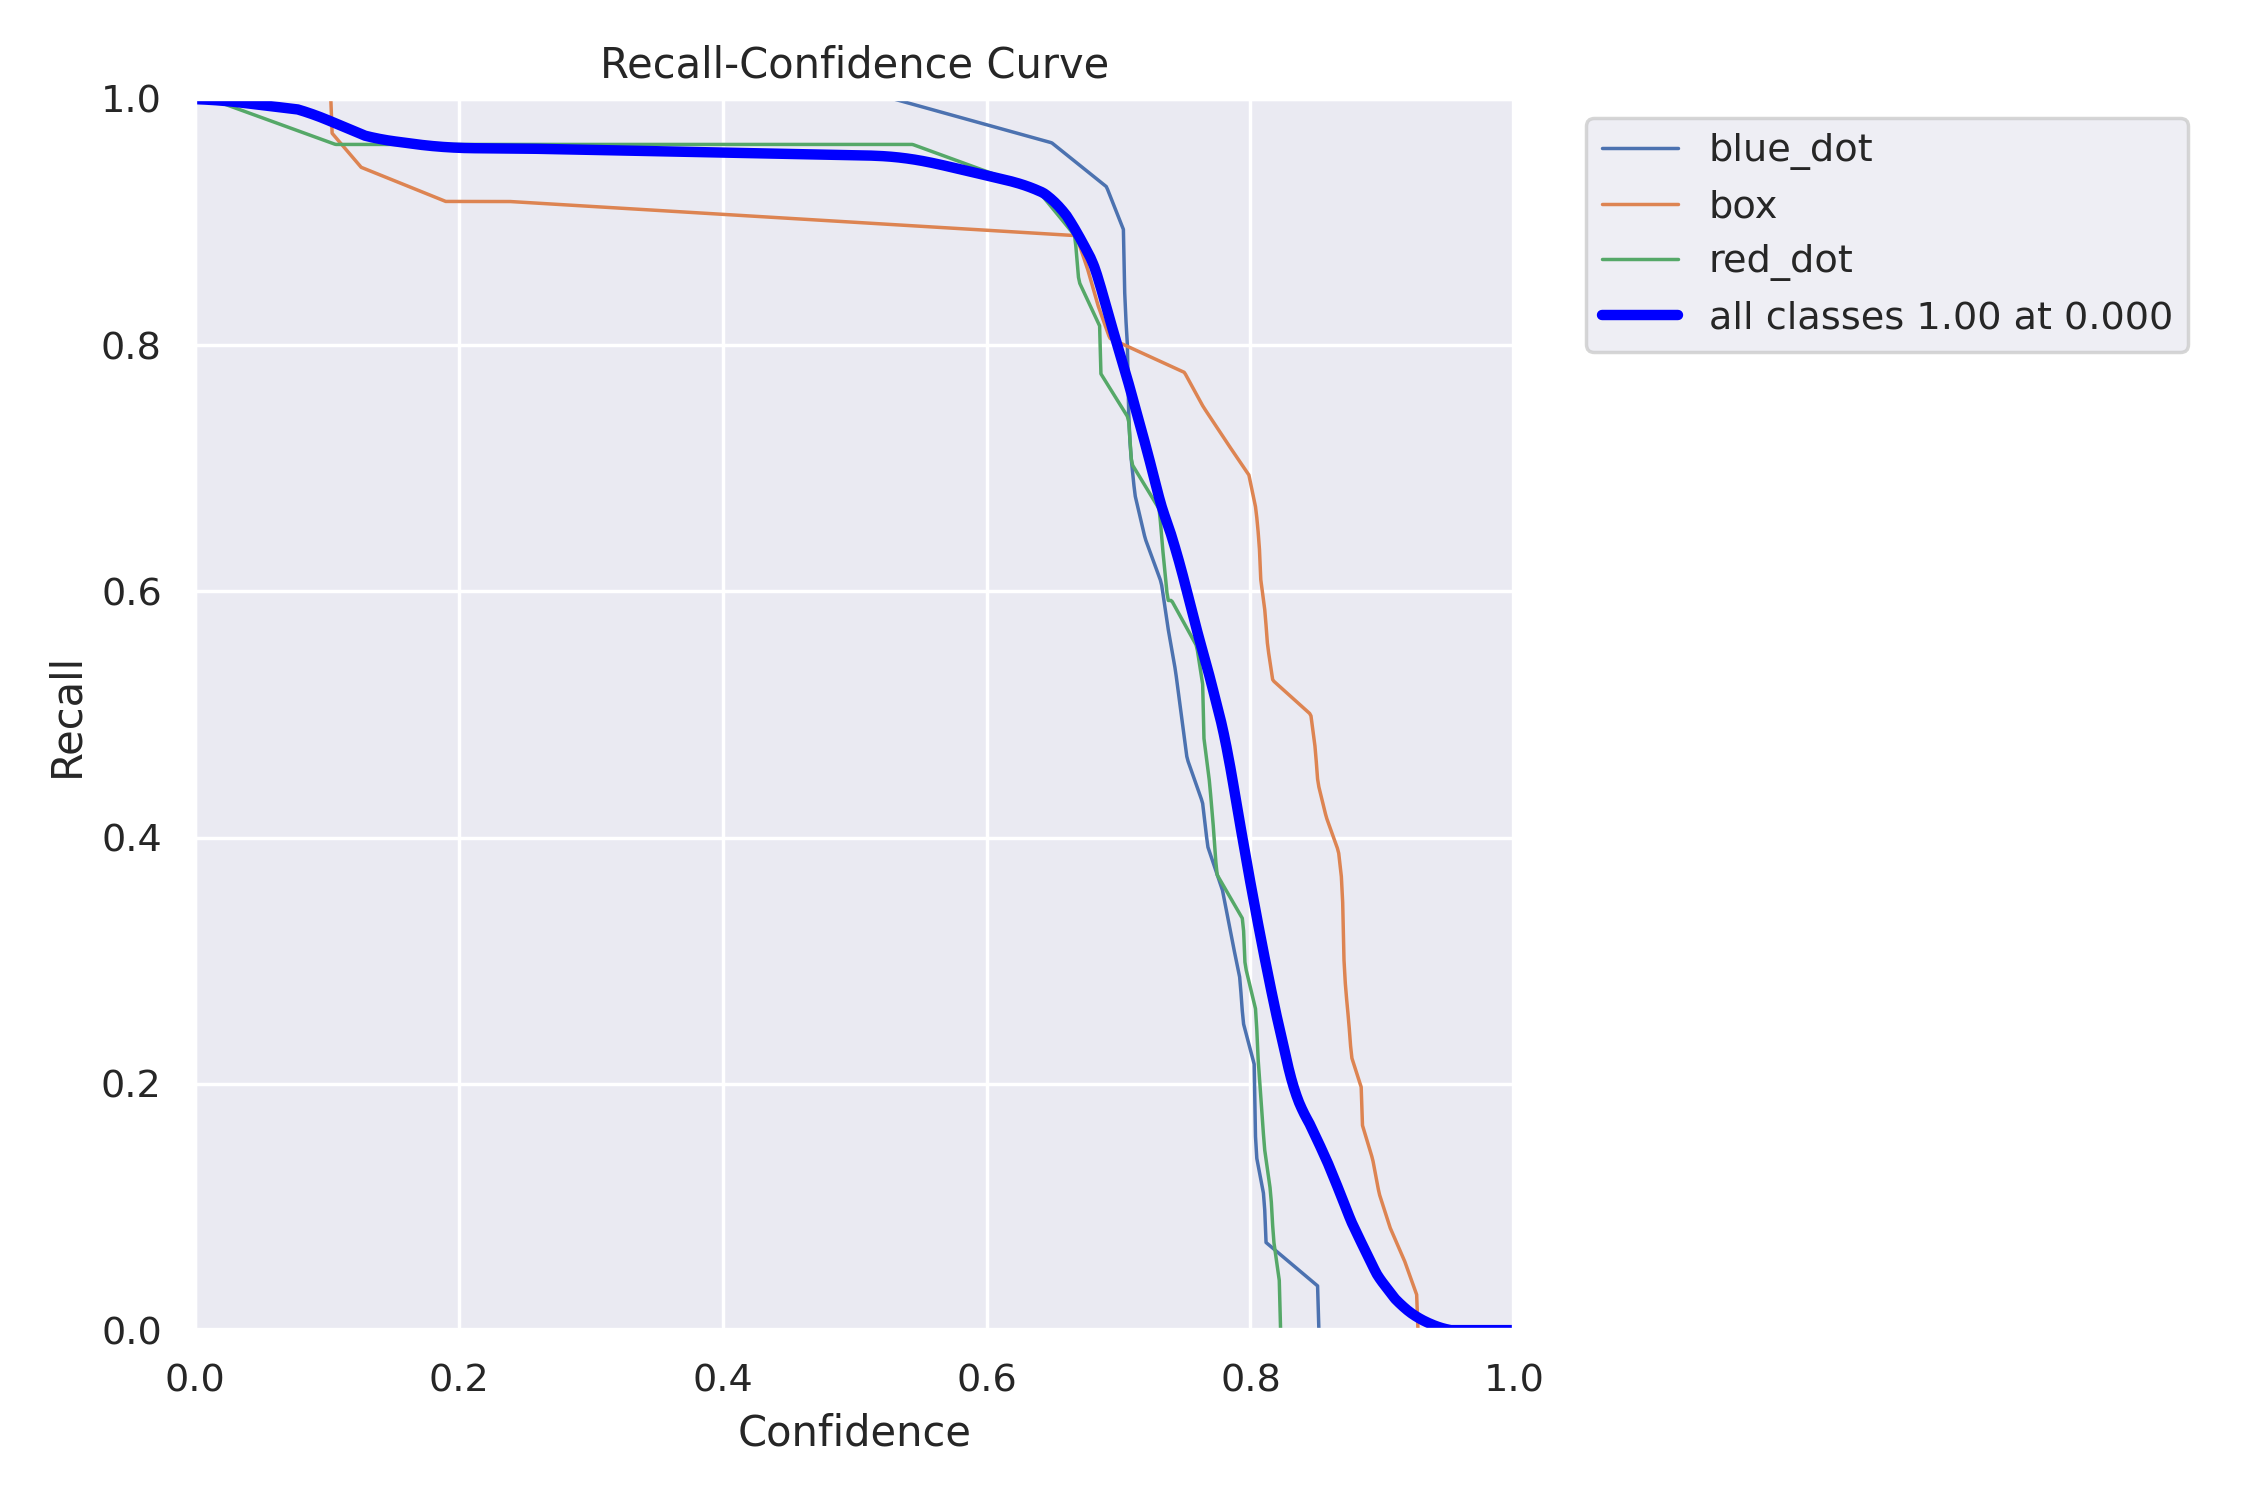 Recall-Confidence Curve
1.0
0.8
0.6
0.4
0.2
0.0
Recall
0.0 0.2 0.4 0.6 0.8 1.0
Confidence
blue_dot
box
red_dot
all classes 1.00 at 0.000